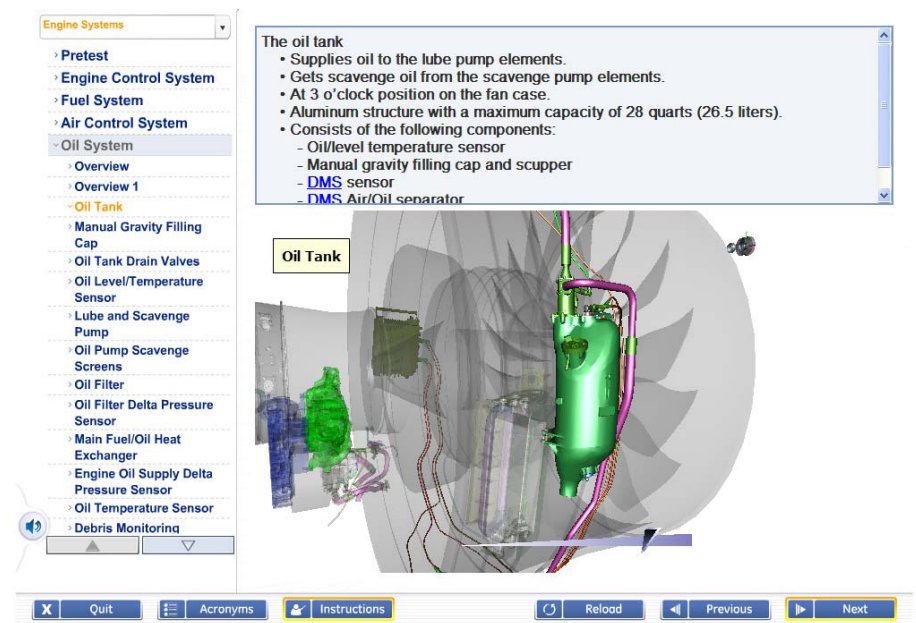 Engine Systems
Pretest
Engine Control System
Fuel System
Air Control System
Oil System
Overview
Overview 1
Oil Tank
Manual Gravity Filling
Cap
Oil Tank Drain Valves
Oil Level/Temperature
Sensor
Lube and Scavenge
Pump
Oil Pump Scavenge
Screens
Oil Filter
Oil Filter Delta Pressure
Sensor
Main Fuel/Oil Heat
Exchanger
Engine Oil Supply Delta
Pressure Sensor
Oil Temperature Sensor
Debris Monitoring
The oil tank
• Supplies oil to the lube pump elements.
• Gets scavenge oil from the scavenge pump elements.
• At 3 o'clock position on the fan case.
• Aluminum structure with a maximum capacity of 28 quarts (26.5 liters).
• Consists of the following components:
- Oil/level temperature sensor
- Manual gravity filling cap and scupper
- DMS sensor
- DMS Air/Oil separator
Oil Tank
X Quit
Acronyms
Instructions
Reload
Previous
Next